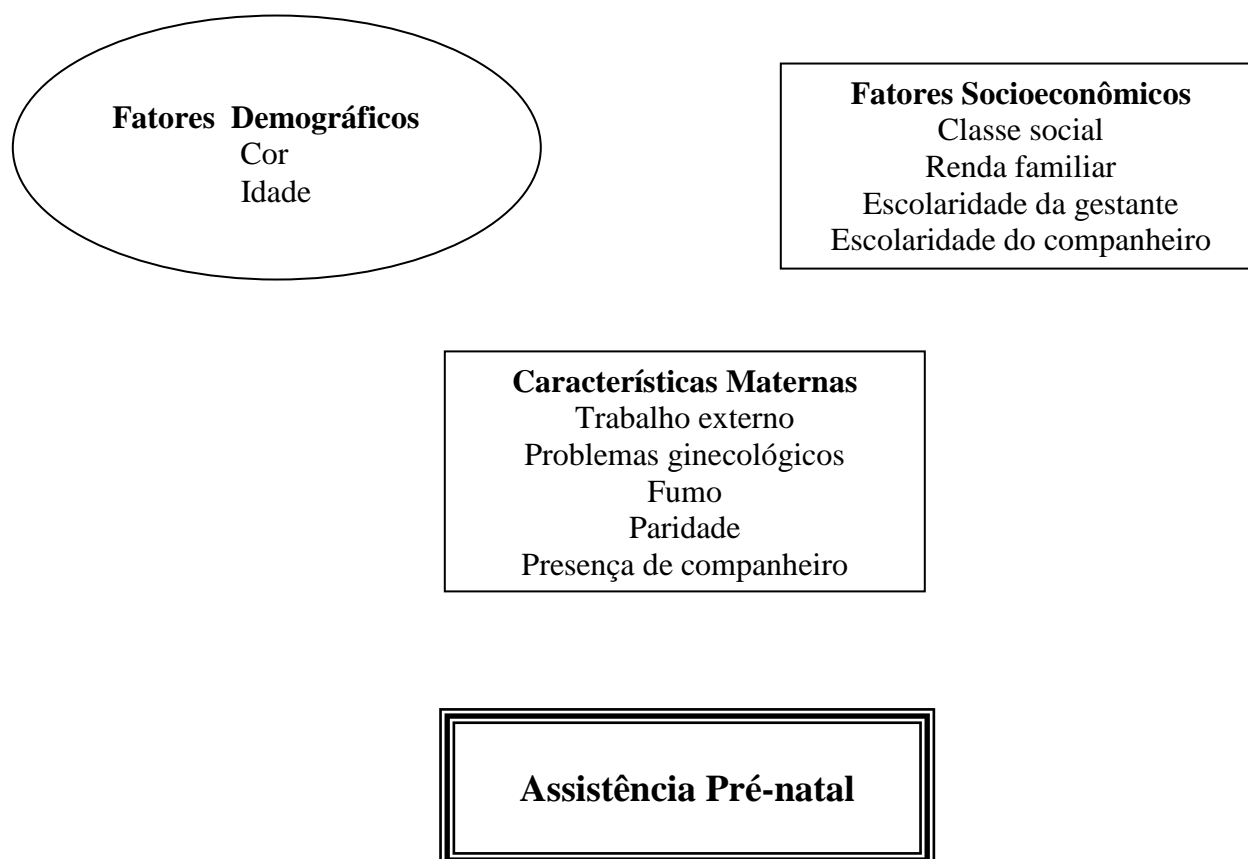 Fatores Demográficos
Cor
Idade
Fatores Socioeconômicos
Classe social
Renda familiar
Escolaridade da gestante
Escolaridade do companheiro
Características Maternas
Trabalho externo
Problemas ginecológicos
Fumo
Paridade
Presença de companheiro
Assistência Pré-natal